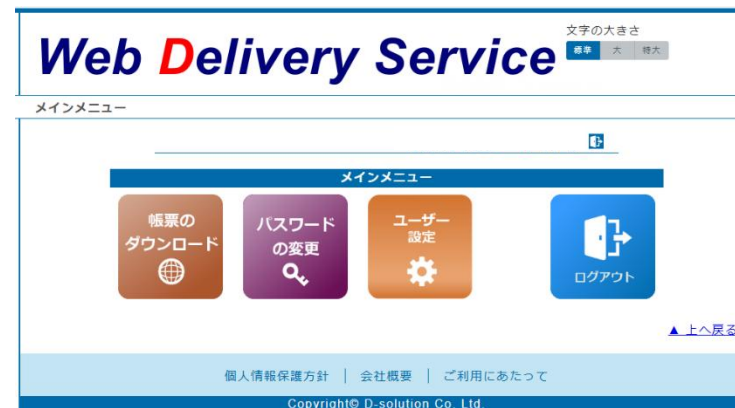 Web Delivery Service
文字の大きさ
標準 大 特大
メインメニュー
メインメニュー
帳票の
ダウンロード
パスワード
の変更
ユーザー
設定
ログアウト
▲ 上へ戻る
個人情報保護方針 | 会社概要 | ご利用にあたって
Copyright© D-solution Co. Ltd.